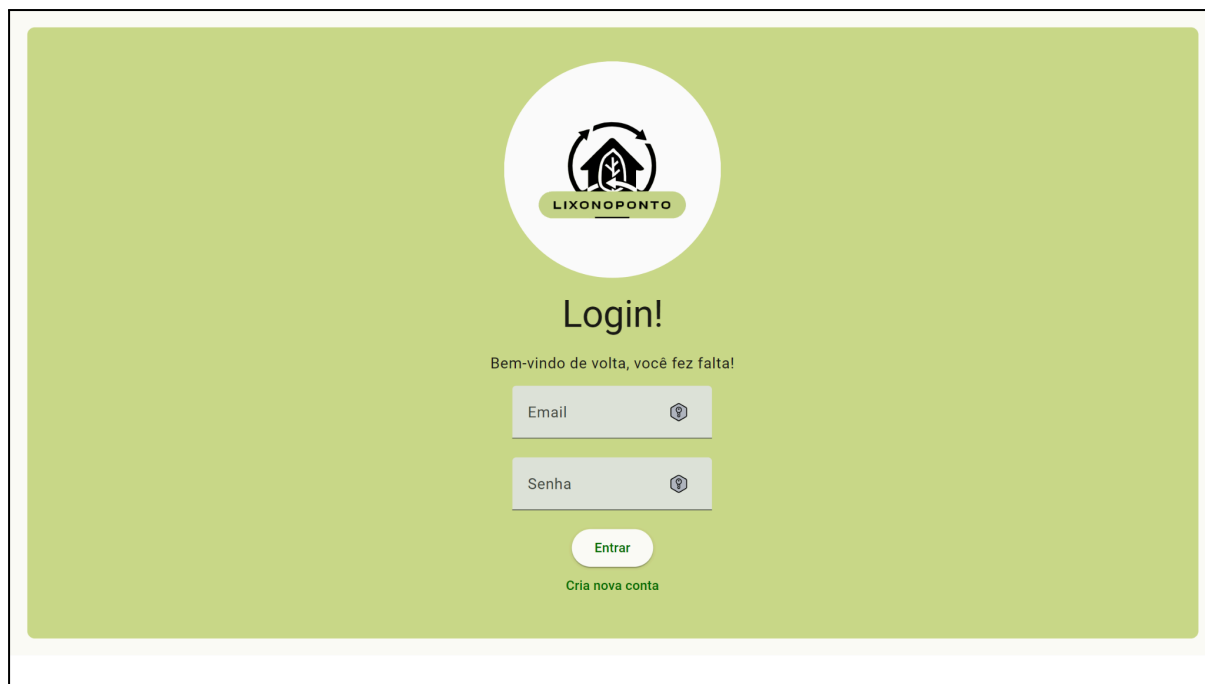 LIXONOPONTO
Login!
Bem-vindo de volta, você fez falta!
Email
Senha
Entrar
Cria nova conta